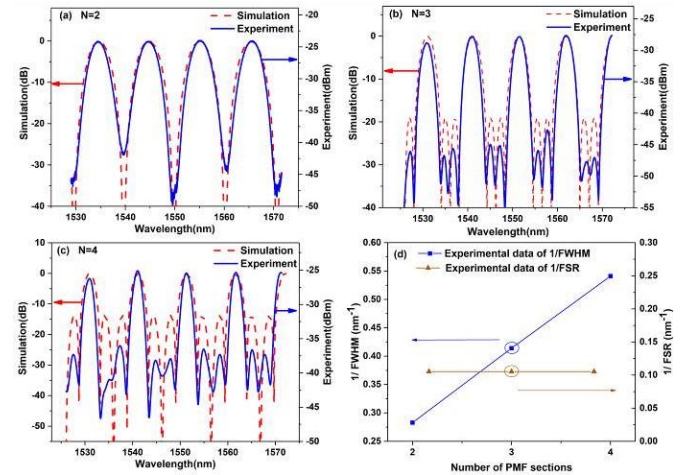 (a) N=2
Simulation
Experiment
Simulation(dB)
Experiment(dBm)
10
0
-10
-20
-30
-40
-20
-25
-30
-35
-40
-45
-50
1530 1540 1550 1560 1570
Wavelength(nm)
(b) N=3
Simulation
Experiment
Simulation(dB)
Experiment(dBm)
0
-10
-20
-30
-40
-25
-30
-35
-40
-45
-50
-55
1530 1540 1550 1560 1570
Wavelength(nm)
(c) N=4
Simulation
Experiment
Simulation(dB)
Experiment(dBm)
10
0
-10
-20
-30
-40
-50
-25
-30
-35
-40
-45
-50
1530 1540 1550 1560 1570
Wavelength(nm)
(d)
Experimental data of 1/FWHM
Experimental data of 1/FSR
1/ FWHM (nm-1)
1/ FSR (nm-1)
0.60
0.55
0.50
0.45
0.40
0.35
0.30
0.25
0.30
0.25
0.20
0.15
0.10
0.05
0.00
2 3 4
Number of PMF sections